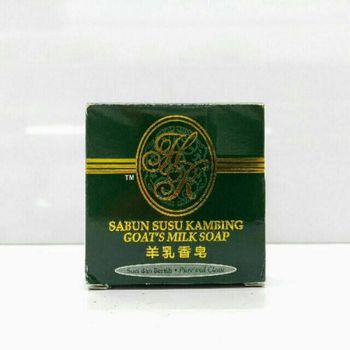 TM
SABUN SUSU KAMBING
GOAT'S MILK SOAP
羊乳香皂
Suci dan Bersih • Pure and Clean